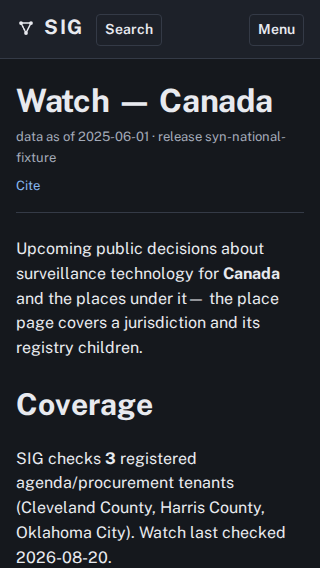 SIG
Search
Menu
Watch — Canada
data as of 2025-06-01 · release syn-national-
fixture
Cite
Upcoming public decisions about
surveillance technology for Canada
and the places under it— the place
page covers a jurisdiction and its
registry children.
Coverage
SIG checks 3 registered
agenda/procurement tenants
(Cleveland County, Harris County,
Oklahoma City). Watch last checked
2026-08-20.